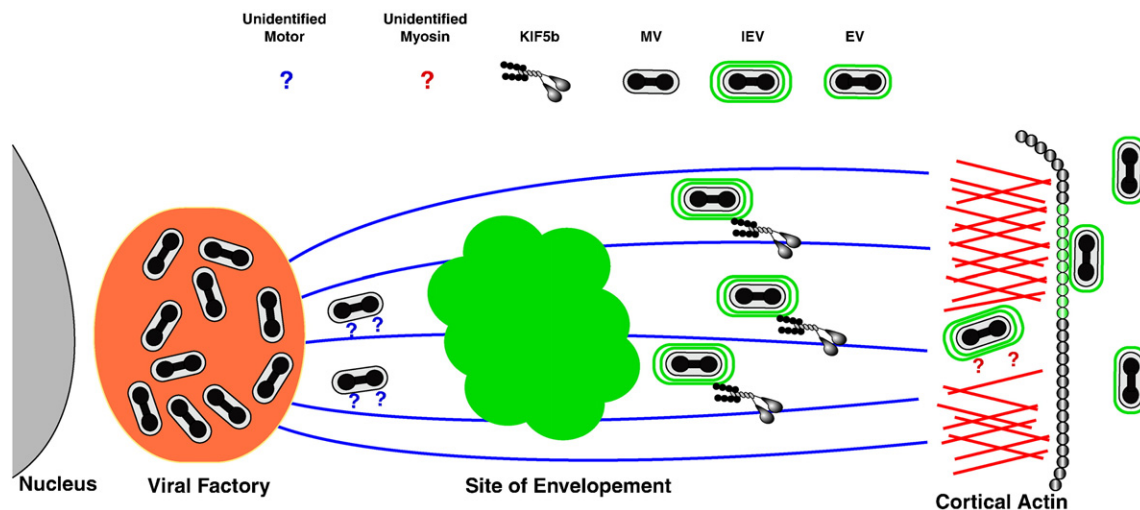 Unidentified Motor
Unidentified Myosin
KIF5b
MV
IEV
EV
?
?
? ?
? ?
? ?
Nucleus
Viral Factory
Site of Envelopement
Cortical Actin